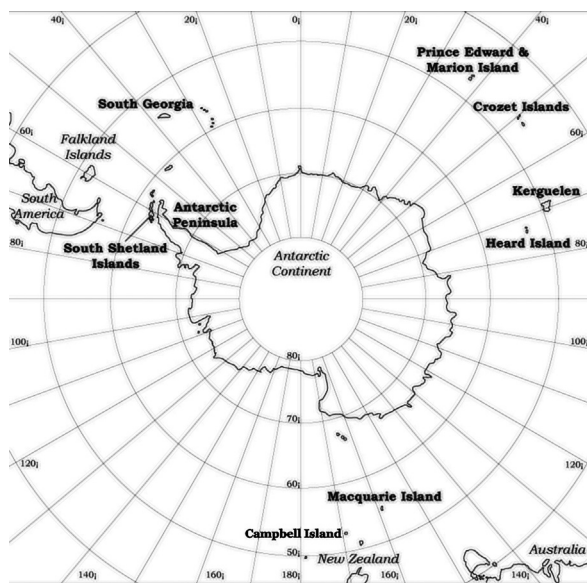 40¡
20¡
0¡
20¡
40¡
Prince Edward &
Marion Island
South Georgia
Crozet Islands
60¡
Falkland
Islands
60¡
Kerguelen
South
America
Antarctic
Peninsula
80¡
South Shetland
Islands
Heard Island
80¡
Antarctic
Continent
100¡
100¡
80¡
70¡
120¡
120¡
60¡
Macquarie Island
Campbell Island
50¡
New Zealand
Australia
140¡
160¡
180¡
160¡
140¡